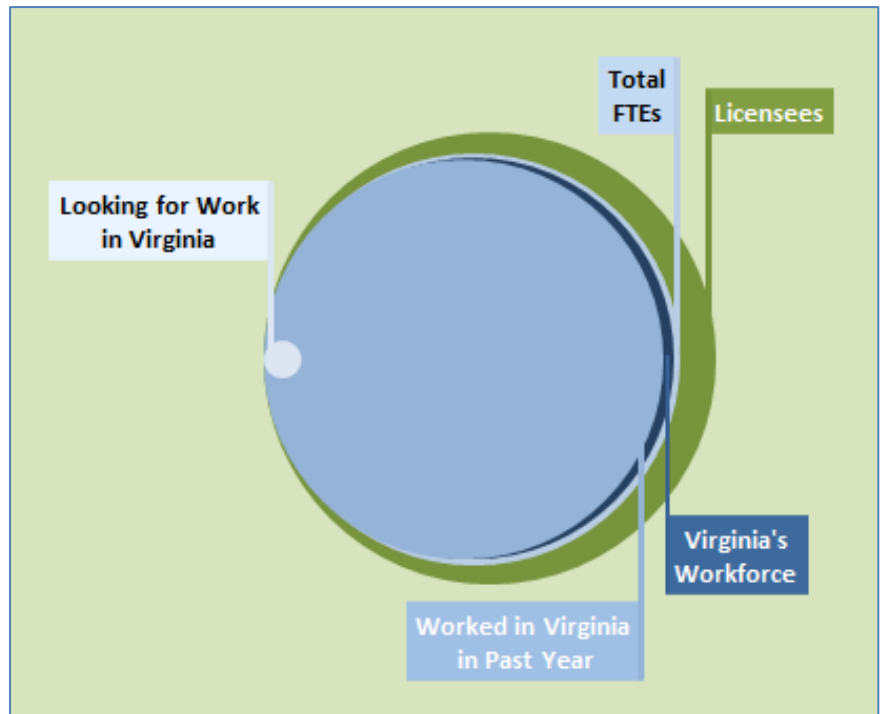 Total
FTEs
Licensees
Looking for Work
in Virginia
Virginia's
Workforce
Worked in Virginia
in Past Year